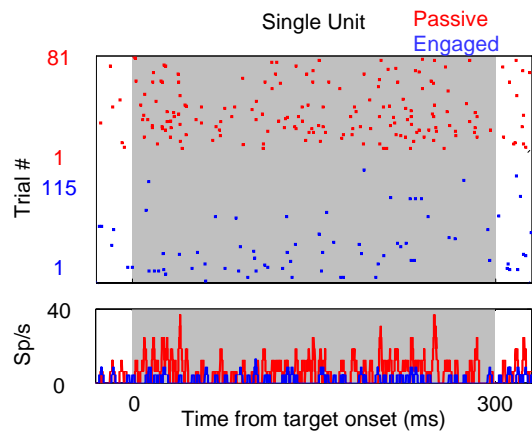 Single Unit
Passive
Engaged
Trial #
81
1
115
1
Sp/s
40
0
0
300
Time from target onset (ms)